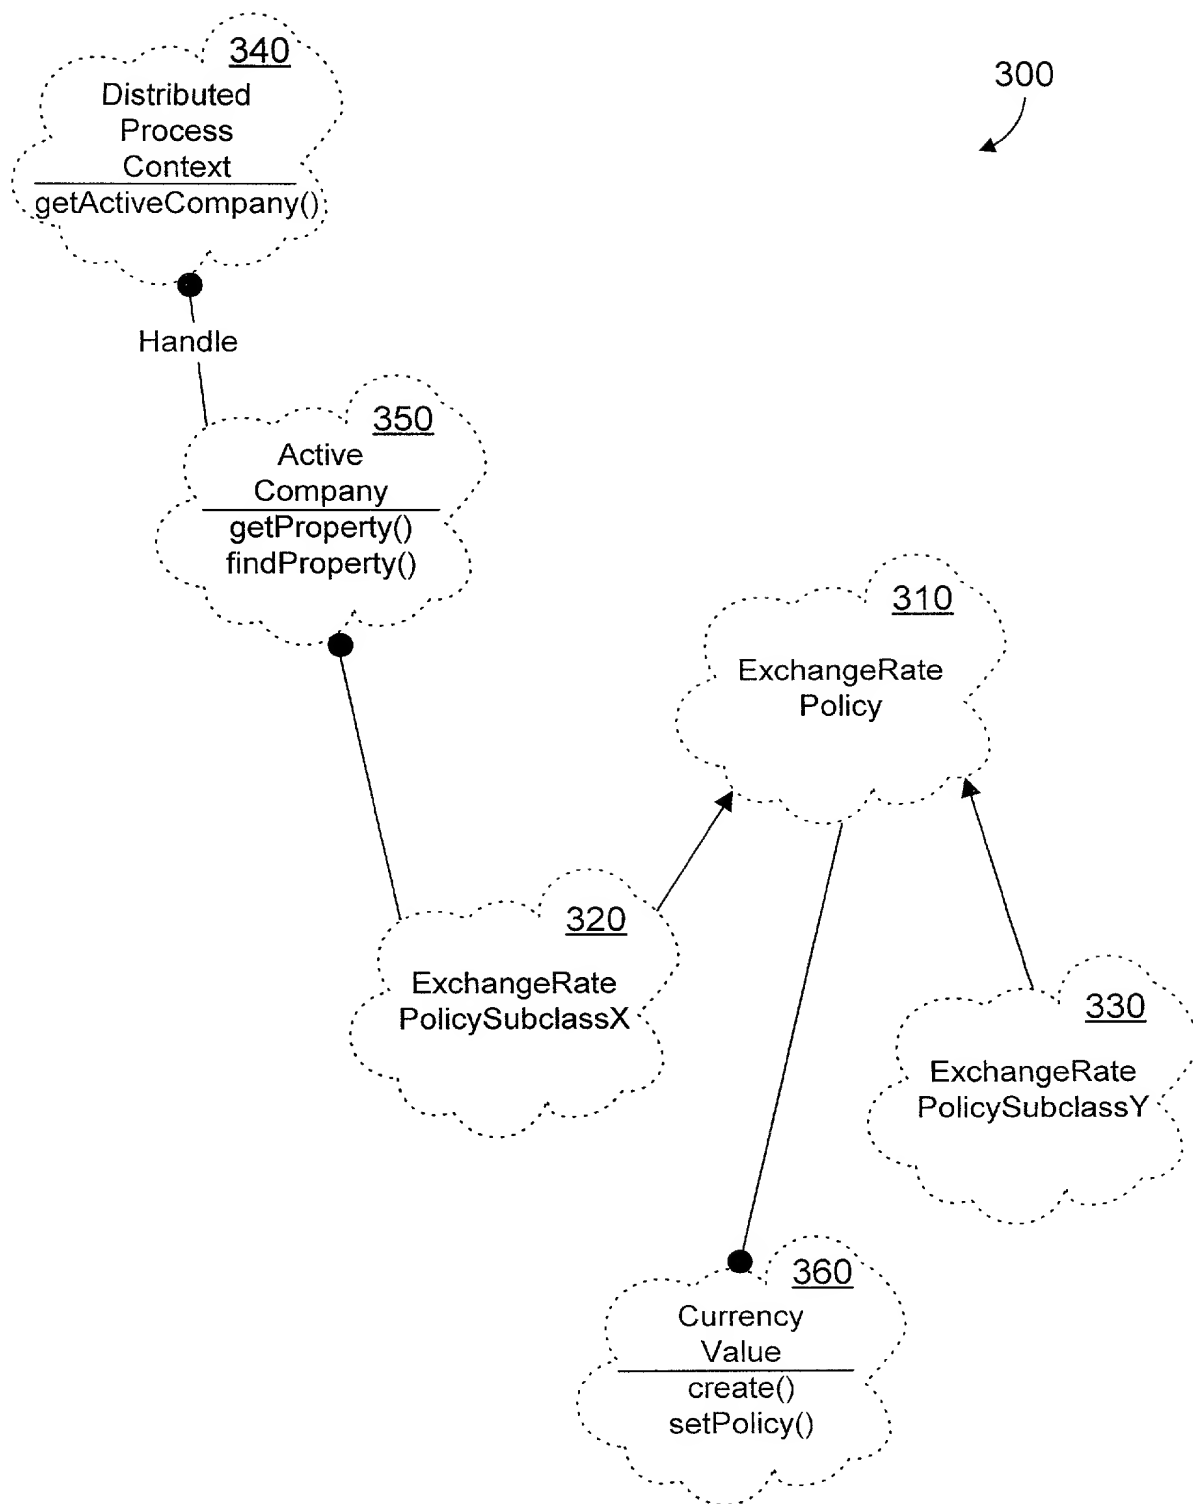 340
Distributed
Process
Context
getActiveCompany()
300
Handle
350
Active
Company
getProperty()
findProperty()
310
ExchangeRate
Policy
320
ExchangeRate
PolicySubclassX
330
ExchangeRate
PolicySubclassY
360
Currency
Value
create()
setPolicy()